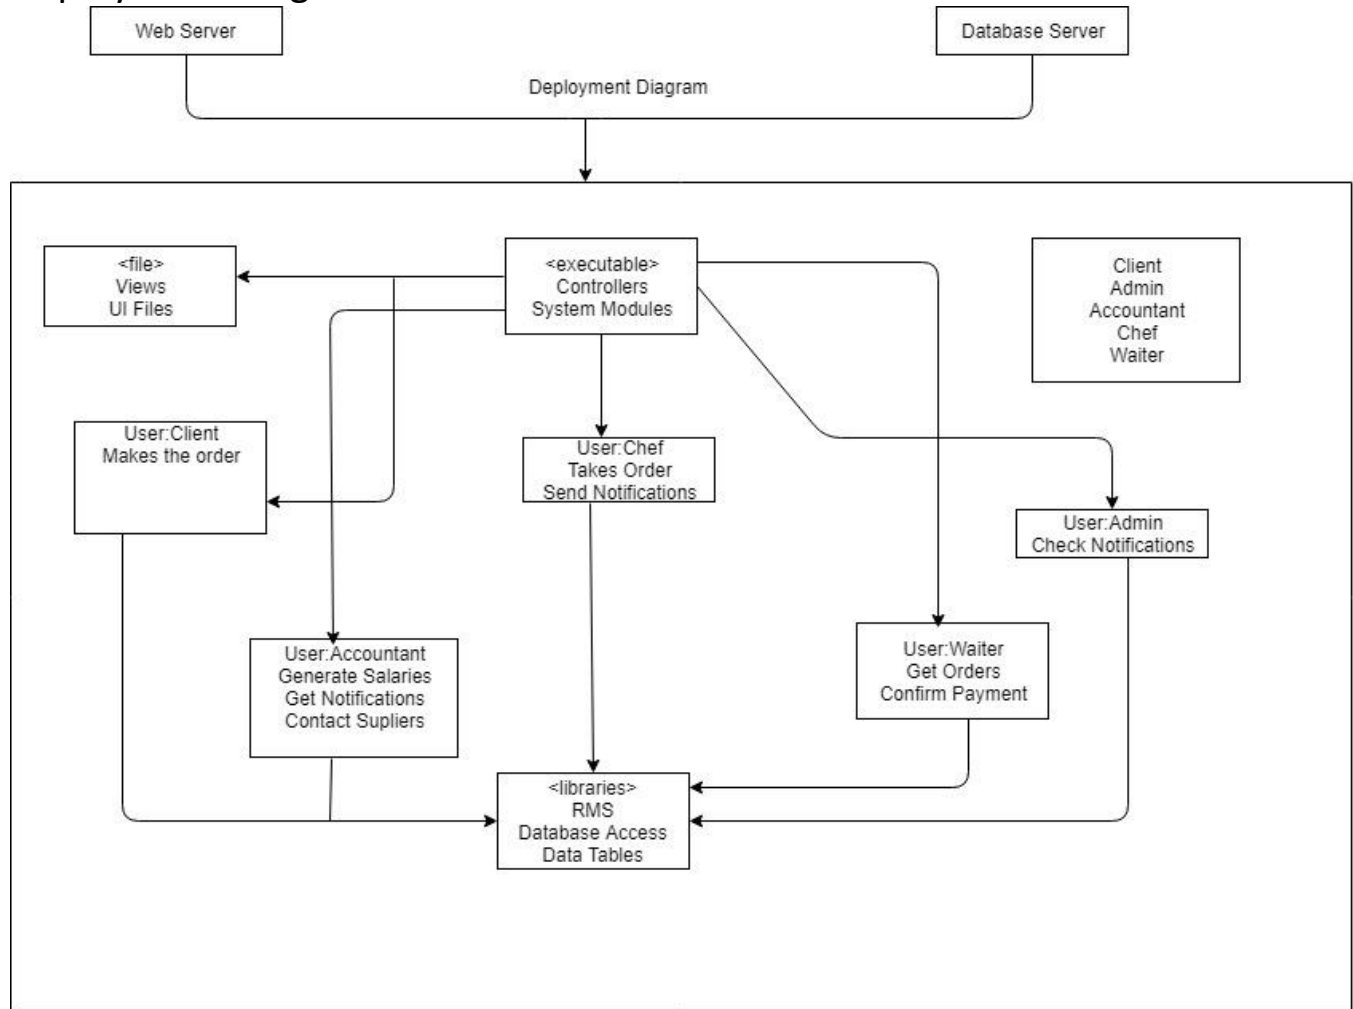 Web Server
Database Server
Deployment Diagram
<file>
Views
UI Files
<executable>
Controllers
System Modules
Client
Admin
Accountant
Chef
Waiter
User:Client
Makes the order
User:Chef
Takes Order
Send Notifications
User:Admin
Check Notifications
User:Accountant
Generate Salaries
Get Notifications
Contact Supliers
User:Waiter
Get Orders
Confirm Payment
<libraries>
RMS
Database Access
Data Tables